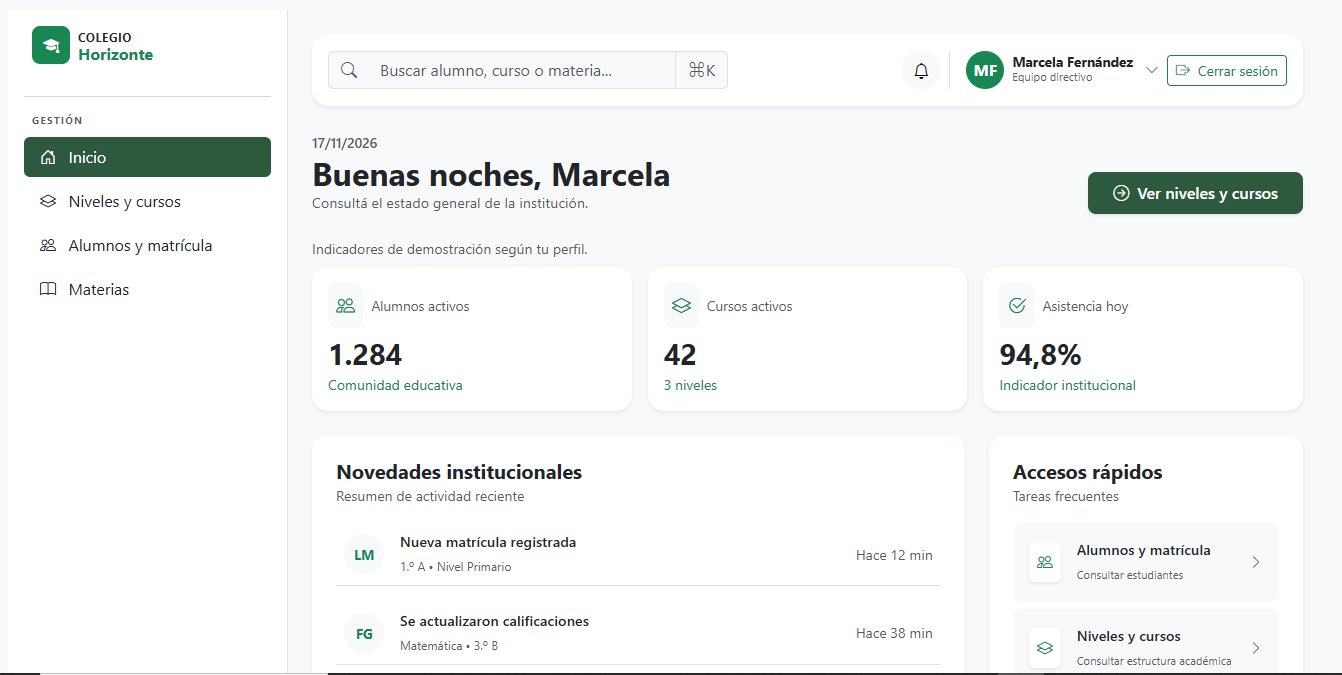 COLEGIO
Horizonte
GESTIÓN
Inicio
Niveles y cursos
Alumnos y matrícula
Materias
Buscar alumno, curso o materia...
⌘K
MF
Marcela Fernández
Equipo directivo
Cerrar sesión
17/11/2026
Buenas noches, Marcela
Consultá el estado general de la institución.
Ver niveles y cursos
Indicadores de demostración según tu perfil.
Alumnos activos
1.284
Comunidad educativa
Cursos activos
42
3 niveles
Asistencia hoy
94,8%
Indicador institucional
Novedades institucionales
Resumen de actividad reciente
LM
Nueva matrícula registrada
1.º A • Nivel Primario
Hace 12 min
FG
Se actualizaron calificaciones
Matemática • 3.º B
Hace 38 min
Accesos rápidos
Tareas frecuentes
Alumnos y matrícula
Consultar estudiantes
Niveles y cursos
Consultar estructura académica